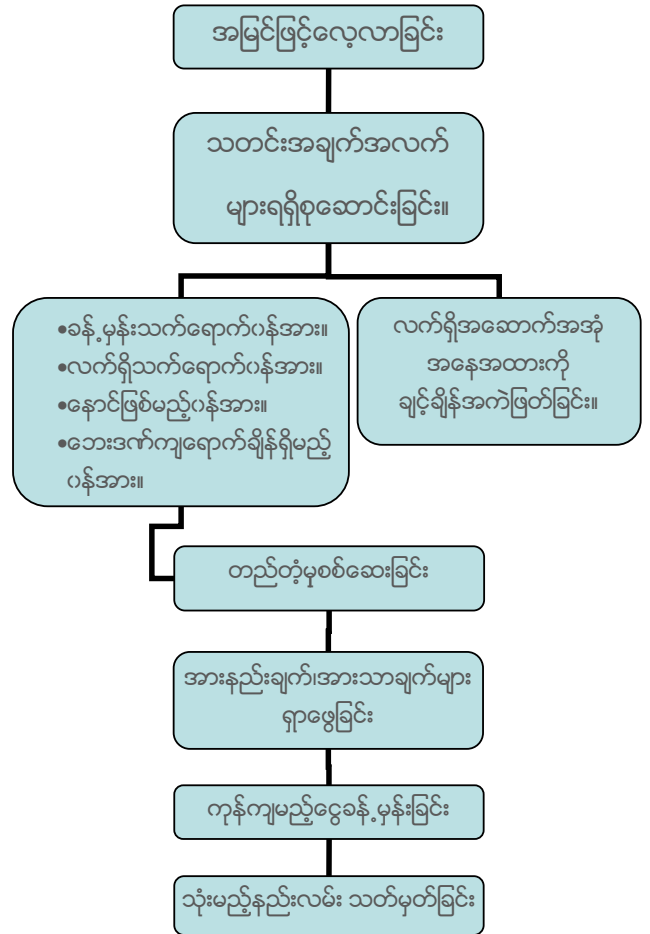 အမြင်ဖြင့်လေ့လာခြင်း
သတင်းအချက်အလက်
များရရှိစုဆောင်းခြင်း။
•ခန့်မှန်းသက်ရောက်ဝန်အား။
•လက်ရှိသက်ရောက်ဝန်အား။
•နောင်ဖြစ်မည့်ဝန်အား။
•ဘေးဒဏ်ကျရောက်ချိန်ရှိမည့်
ဝန်အား။
လက်ရှိအဆောက်အအုံ
အနေအထားကို
ချင့်ချိန်အကဲဖြတ်ခြင်း။
တည်တံ့မှုစစ်ဆေးခြင်း
အားနည်းချက်၊အားသာချက်များ
ရှာဖွေခြင်း
ကုန်ကျမည့်ငွေခန့်မှန်းခြင်း
သုံးမည့်နည်းလမ်း သတ်မှတ်ခြင်း